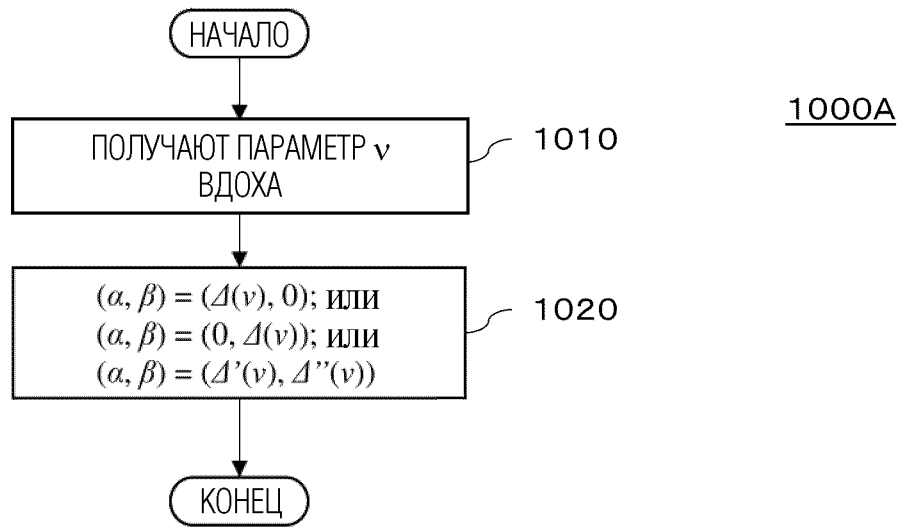 НАЧАЛО
1000A
ПОЛУЧАЮТ ПАРАМЕТР ν
ВДОХА
1010
(α, β) = (Δ(v), 0); или
(α, β) = (0, Δ(v)); или
(α, β) = (Δ’(v), Δ’’(v))
1020
КОНЕЦ